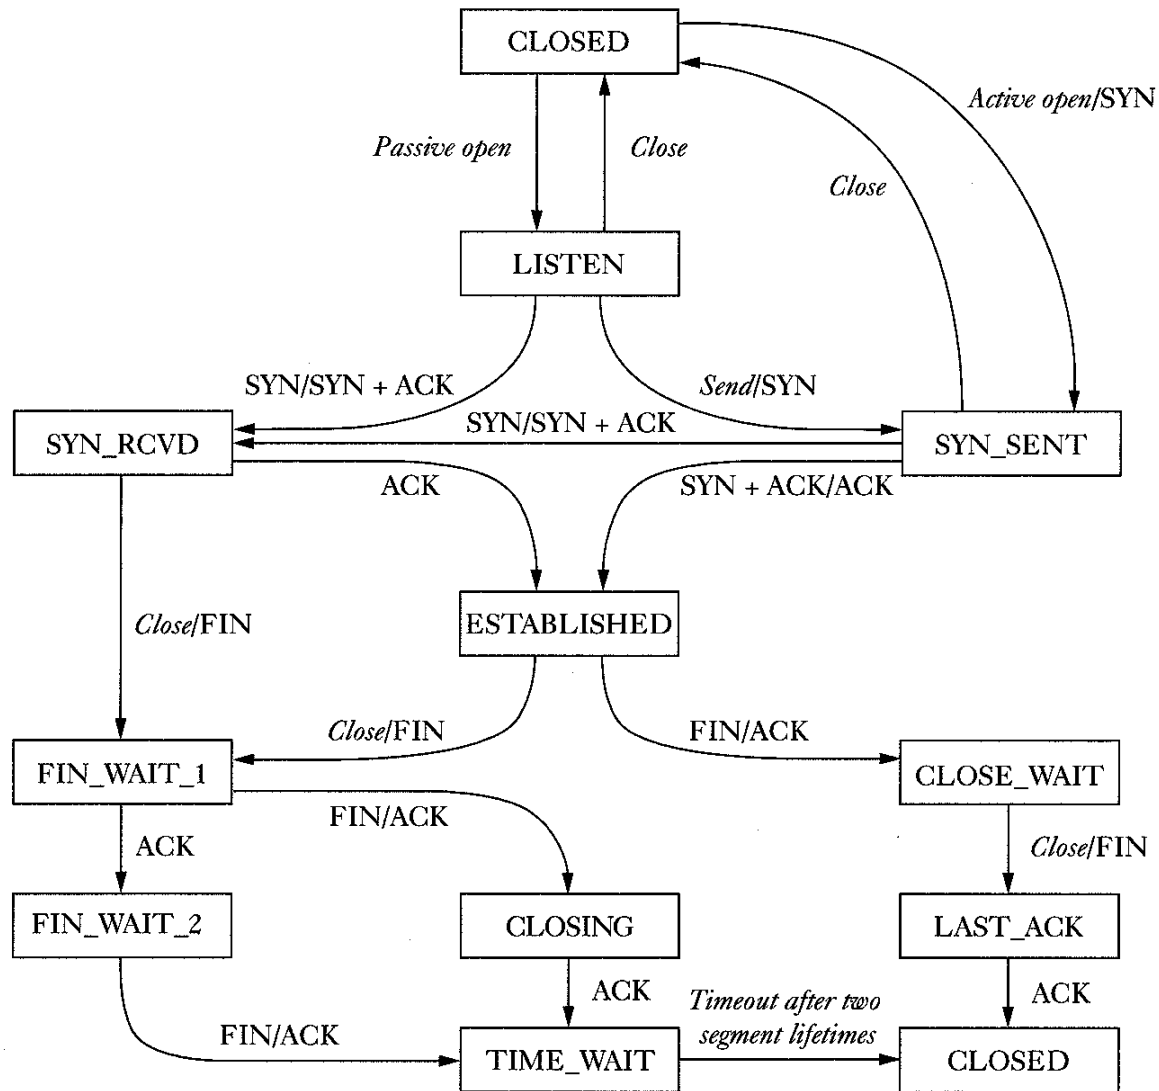 CLOSED
Active open/SYN
Passive open
Close
Close
LISTEN
SYN/SYN + ACK
Send/SYN
SYN/SYN + ACK
SYN_RCVD
SYN_SENT
ACK
SYN + ACK/ACK
Close/FIN
ESTABLISHED
Close/FIN
FIN/ACK
FIN_WAIT_1
CLOSE_WAIT
FIN/ACK
ACK
Close/FIN
FIN_WAIT_2
CLOSING
LAST_ACK
ACK
Timeout after two
segment lifetimes
ACK
FIN/ACK
TIME_WAIT
CLOSED